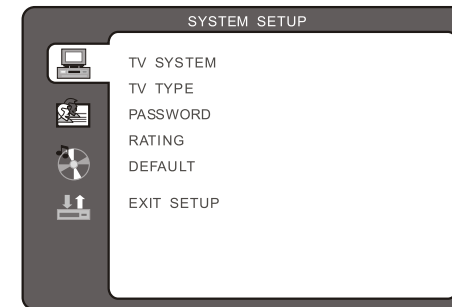 SYSTEM SETUP
TV SYSTEM
TV TYPE
PASSWORD
RATING
DEFAULT
EXIT SETUP